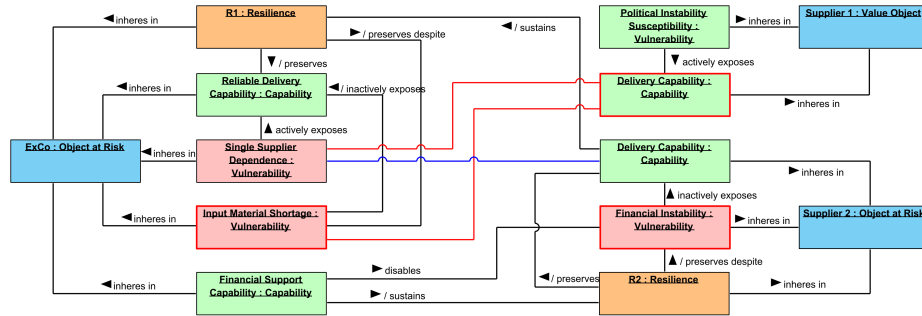 R1 : Resilience
Political Instability
Susceptibility :
Vulnerability
Supplier 1 : Value Object
◄ inheres in
► / preserves despite
◄ / sustains
◄ inheres in
▼ / preserves
▼ actively exposes
Reliable Delivery
Capability : Capability
◄ / inactively exposes
Delivery Capability :
Capability
◄ inheres in
► inheres in
▲ actively exposes
ExCo : Object at Risk
◄ inheres in
Single Supplier
Dependence :
Vulnerability
Delivery Capability :
Capability
► inheres in
▲ inactively exposes
◄ inheres in
Input Material Shortage :
Vulnerability
Financial Instability :
Vulnerability
► inheres in
Supplier 2 : Object at Risk
▲ / preserves despite
► disables
◄ inheres in
Financial Support
Capability : Capability
◄ / preserves
R2 : Resilience
► inheres in
► / sustains